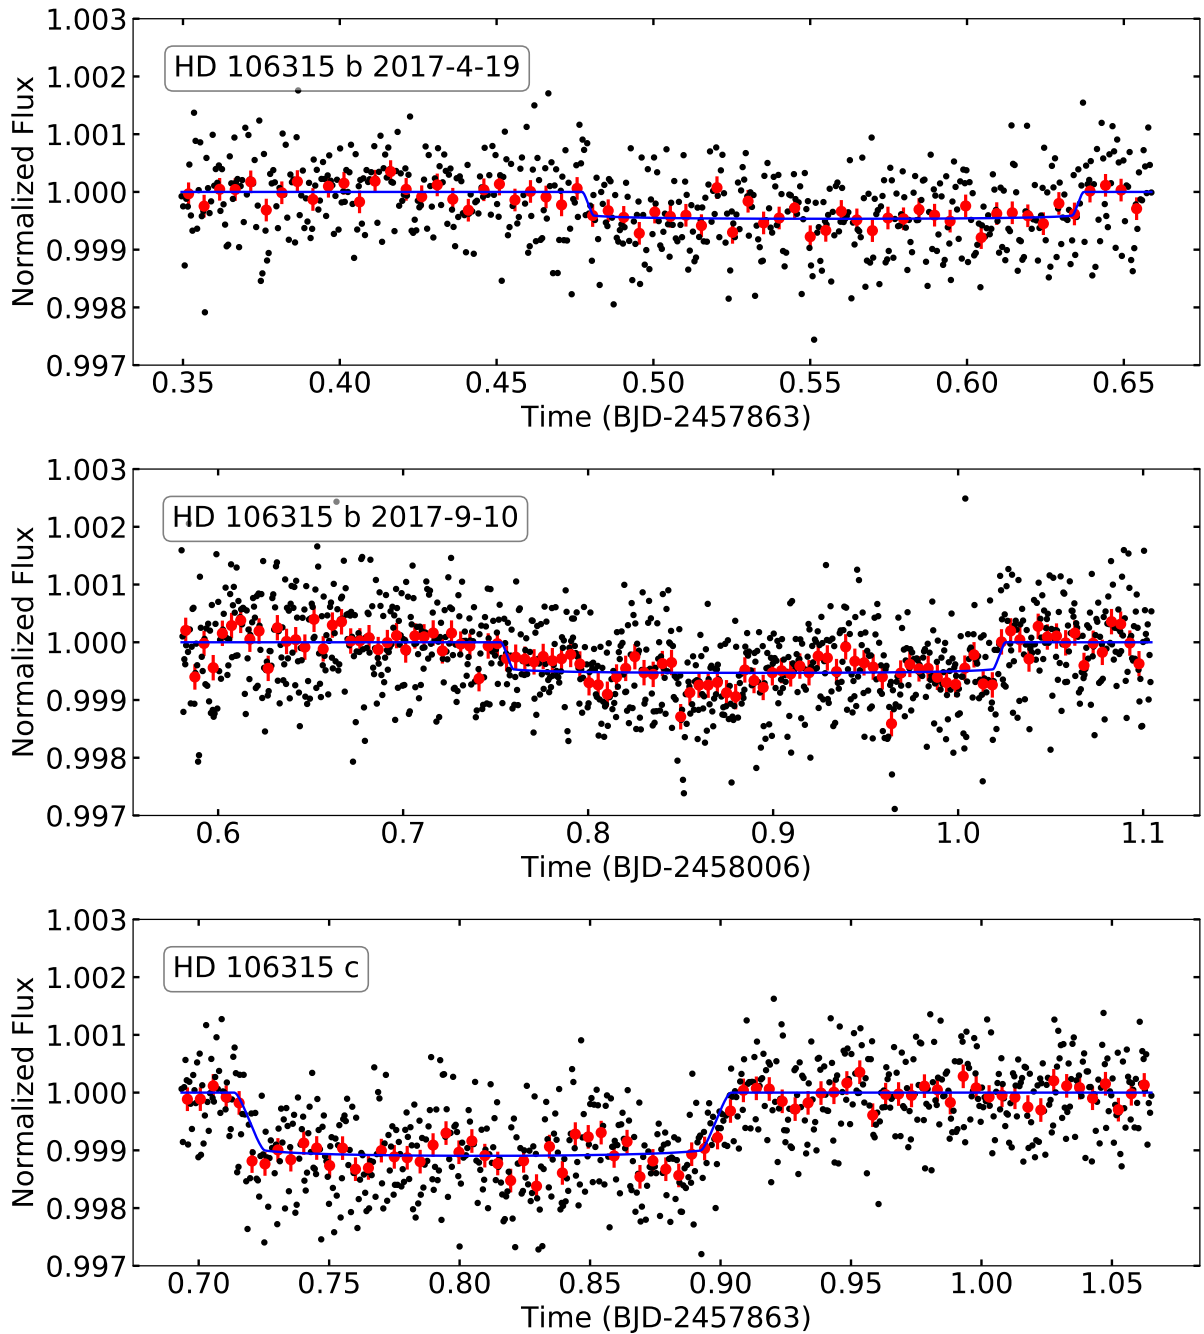 1.003
1.002
1.001
1.000
0.999
0.998
0.997
Normalized Flux
HD 106315 b 2017-4-19
0.35 0.40 0.45 0.50 0.55 0.60 0.65
Time (BJD-2457863)
1.003
1.002
1.001
1.000
0.999
0.998
0.997
Normalized Flux
HD 106315 b 2017-9-10
0.6 0.7 0.8 0.9 1.0 1.1
Time (BJD-2458006)
1.003
1.002
1.001
1.000
0.999
0.998
0.997
Normalized Flux
HD 106315 c
0.70 0.75 0.80 0.85 0.90 0.95 1.00 1.05
Time (BJD-2457863)